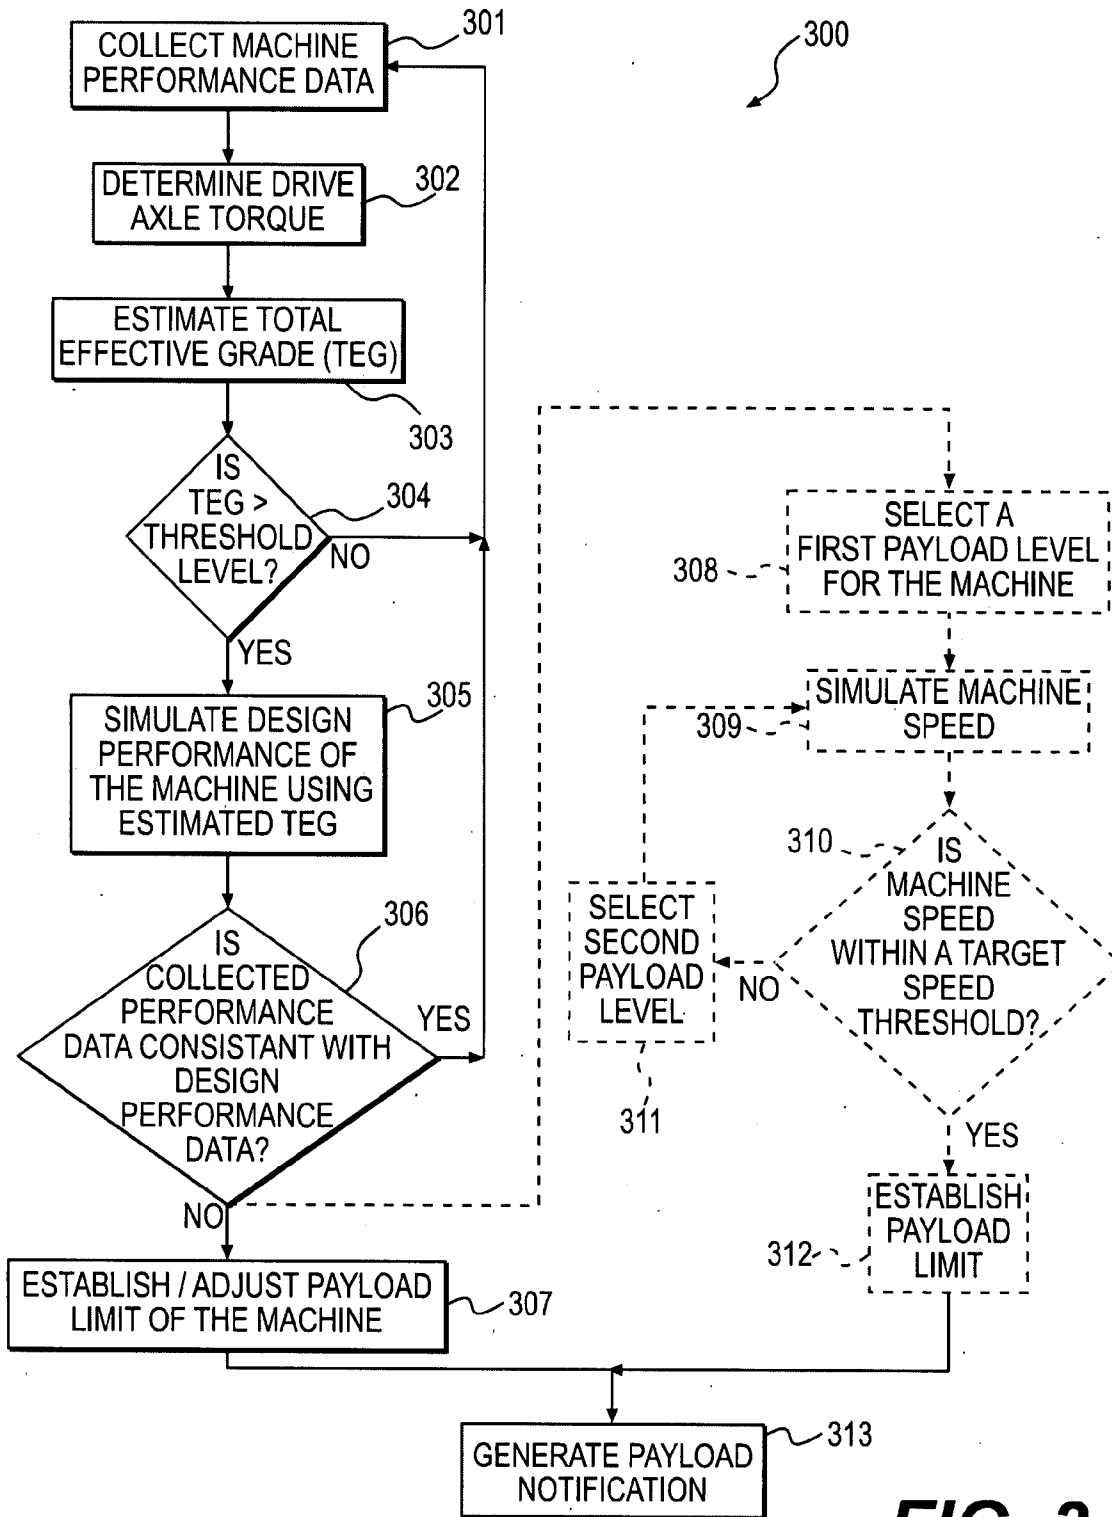 301
COLLECT MACHINE
PERFORMANCE DATA
300
DETERMINE DRIVE
AXLE TORQUE
302
ESTIMATE TOTAL
EFFECTIVE GRADE (TEG)
303
IS
TEG >
THRESHOLD
LEVEL?
304
NO
YES
305
SIMULATE DESIGN
PERFORMANCE OF
THE MACHINE USING
ESTIMATED TEG
306
IS
COLLECTED
PERFORMANCE
DATA CONSISTANT WITH
DESIGN
PERFORMANCE
DATA?
YES
NO
ESTABLISH / ADJUST PAYLOAD
LIMIT OF THE MACHINE
307
SELECT A
FIRST PAYLOAD LEVEL
FOR THE MACHINE
308
SIMULATE MACHINE
SPEED
309
310
IS
MACHINE
SPEED
WITHIN A TARGET
SPEED
THRESHOLD?
NO
SELECT
SECOND
PAYLOAD
LEVEL
311
YES
ESTABLISH
PAYLOAD
LIMIT
312
GENERATE PAYLOAD
NOTIFICATION
313